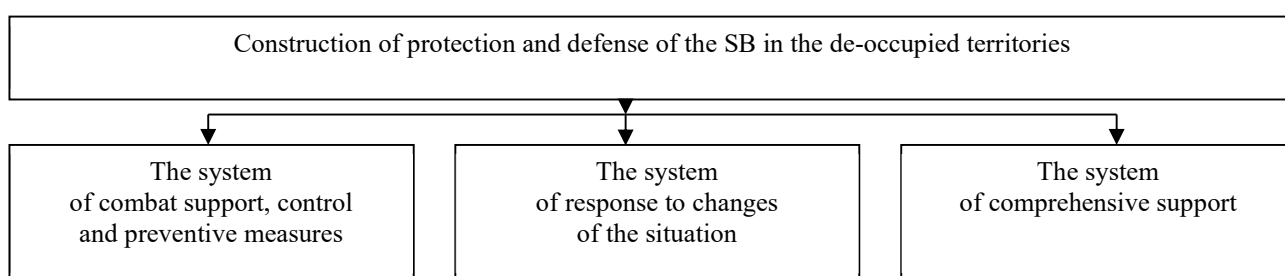 Construction of protection and defense of the SB in the de-occupied territories
The system
of combat support, control
and preventive measures
The system
of response to changes
of the situation
The system
of comprehensive support